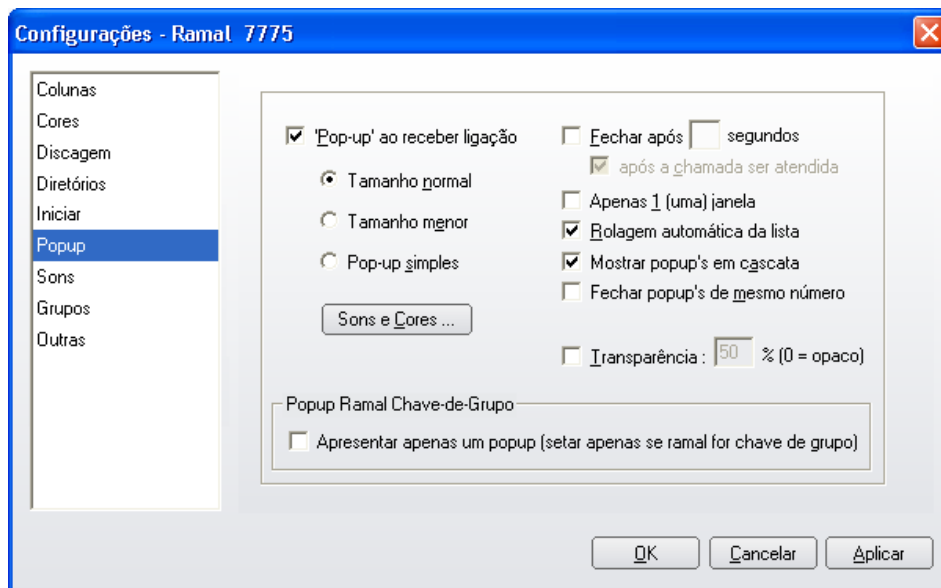 Configurações - Ramal 7775
Colunas
Cores
Discagem
Diretórios
Iniciar
Popup
Sons
Grupos
Outras
'Pop-up' ao receber ligação
Tamanho normal
Tamanho menor
Pop-up simples
Sons e Cores ...
Fechar após segundos
após a chamada ser atendida
Apenas 1 (uma) janela
Rolagem automática da lista
Mostrar popup's em cascata
Fechar popup's de mesmo número
Transparência : 50 % (0 = opaco)
Popup Ramal Chave-de-Grupo
Apresentar apenas um popup (setar apenas se ramal for chave de grupo)
OK Cancelar Aplicar